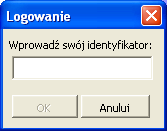 Logowanie
Wprowadź swój identyfikator:
OK
Anuluj